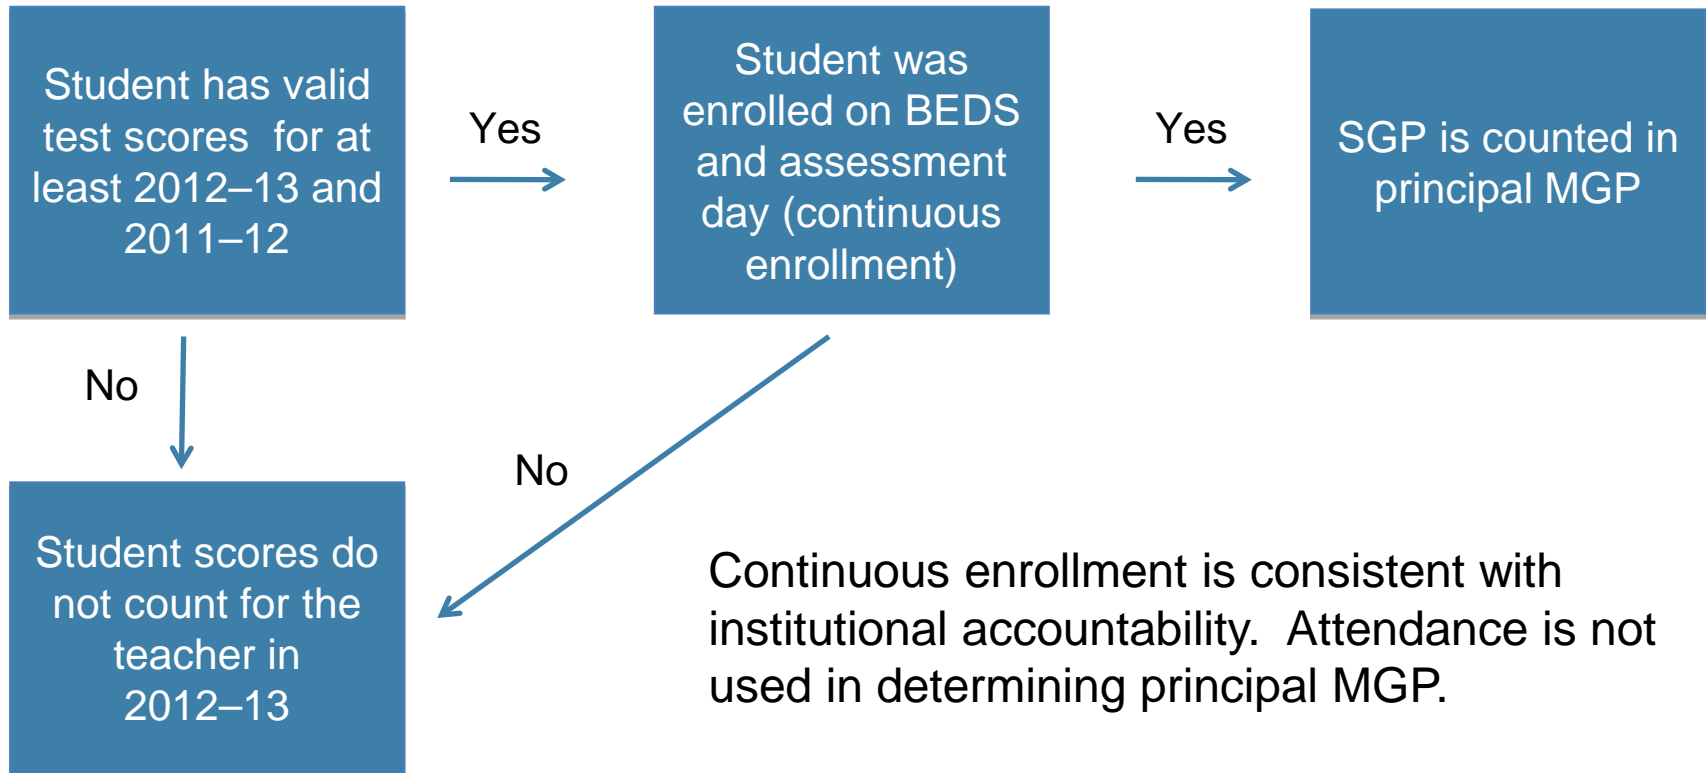 Student has valid
test scores for at
least 2012–13 and
2011–12
Yes
Student was
enrolled on BEDS
and assessment
day (continuous
enrollment)
Yes
SGP is counted in
principal MGP
No
No
Student scores do
not count for the
teacher in
2012–13
Continuous enrollment is consistent with
institutional accountability.  Attendance is not
used in determining principal MGP.